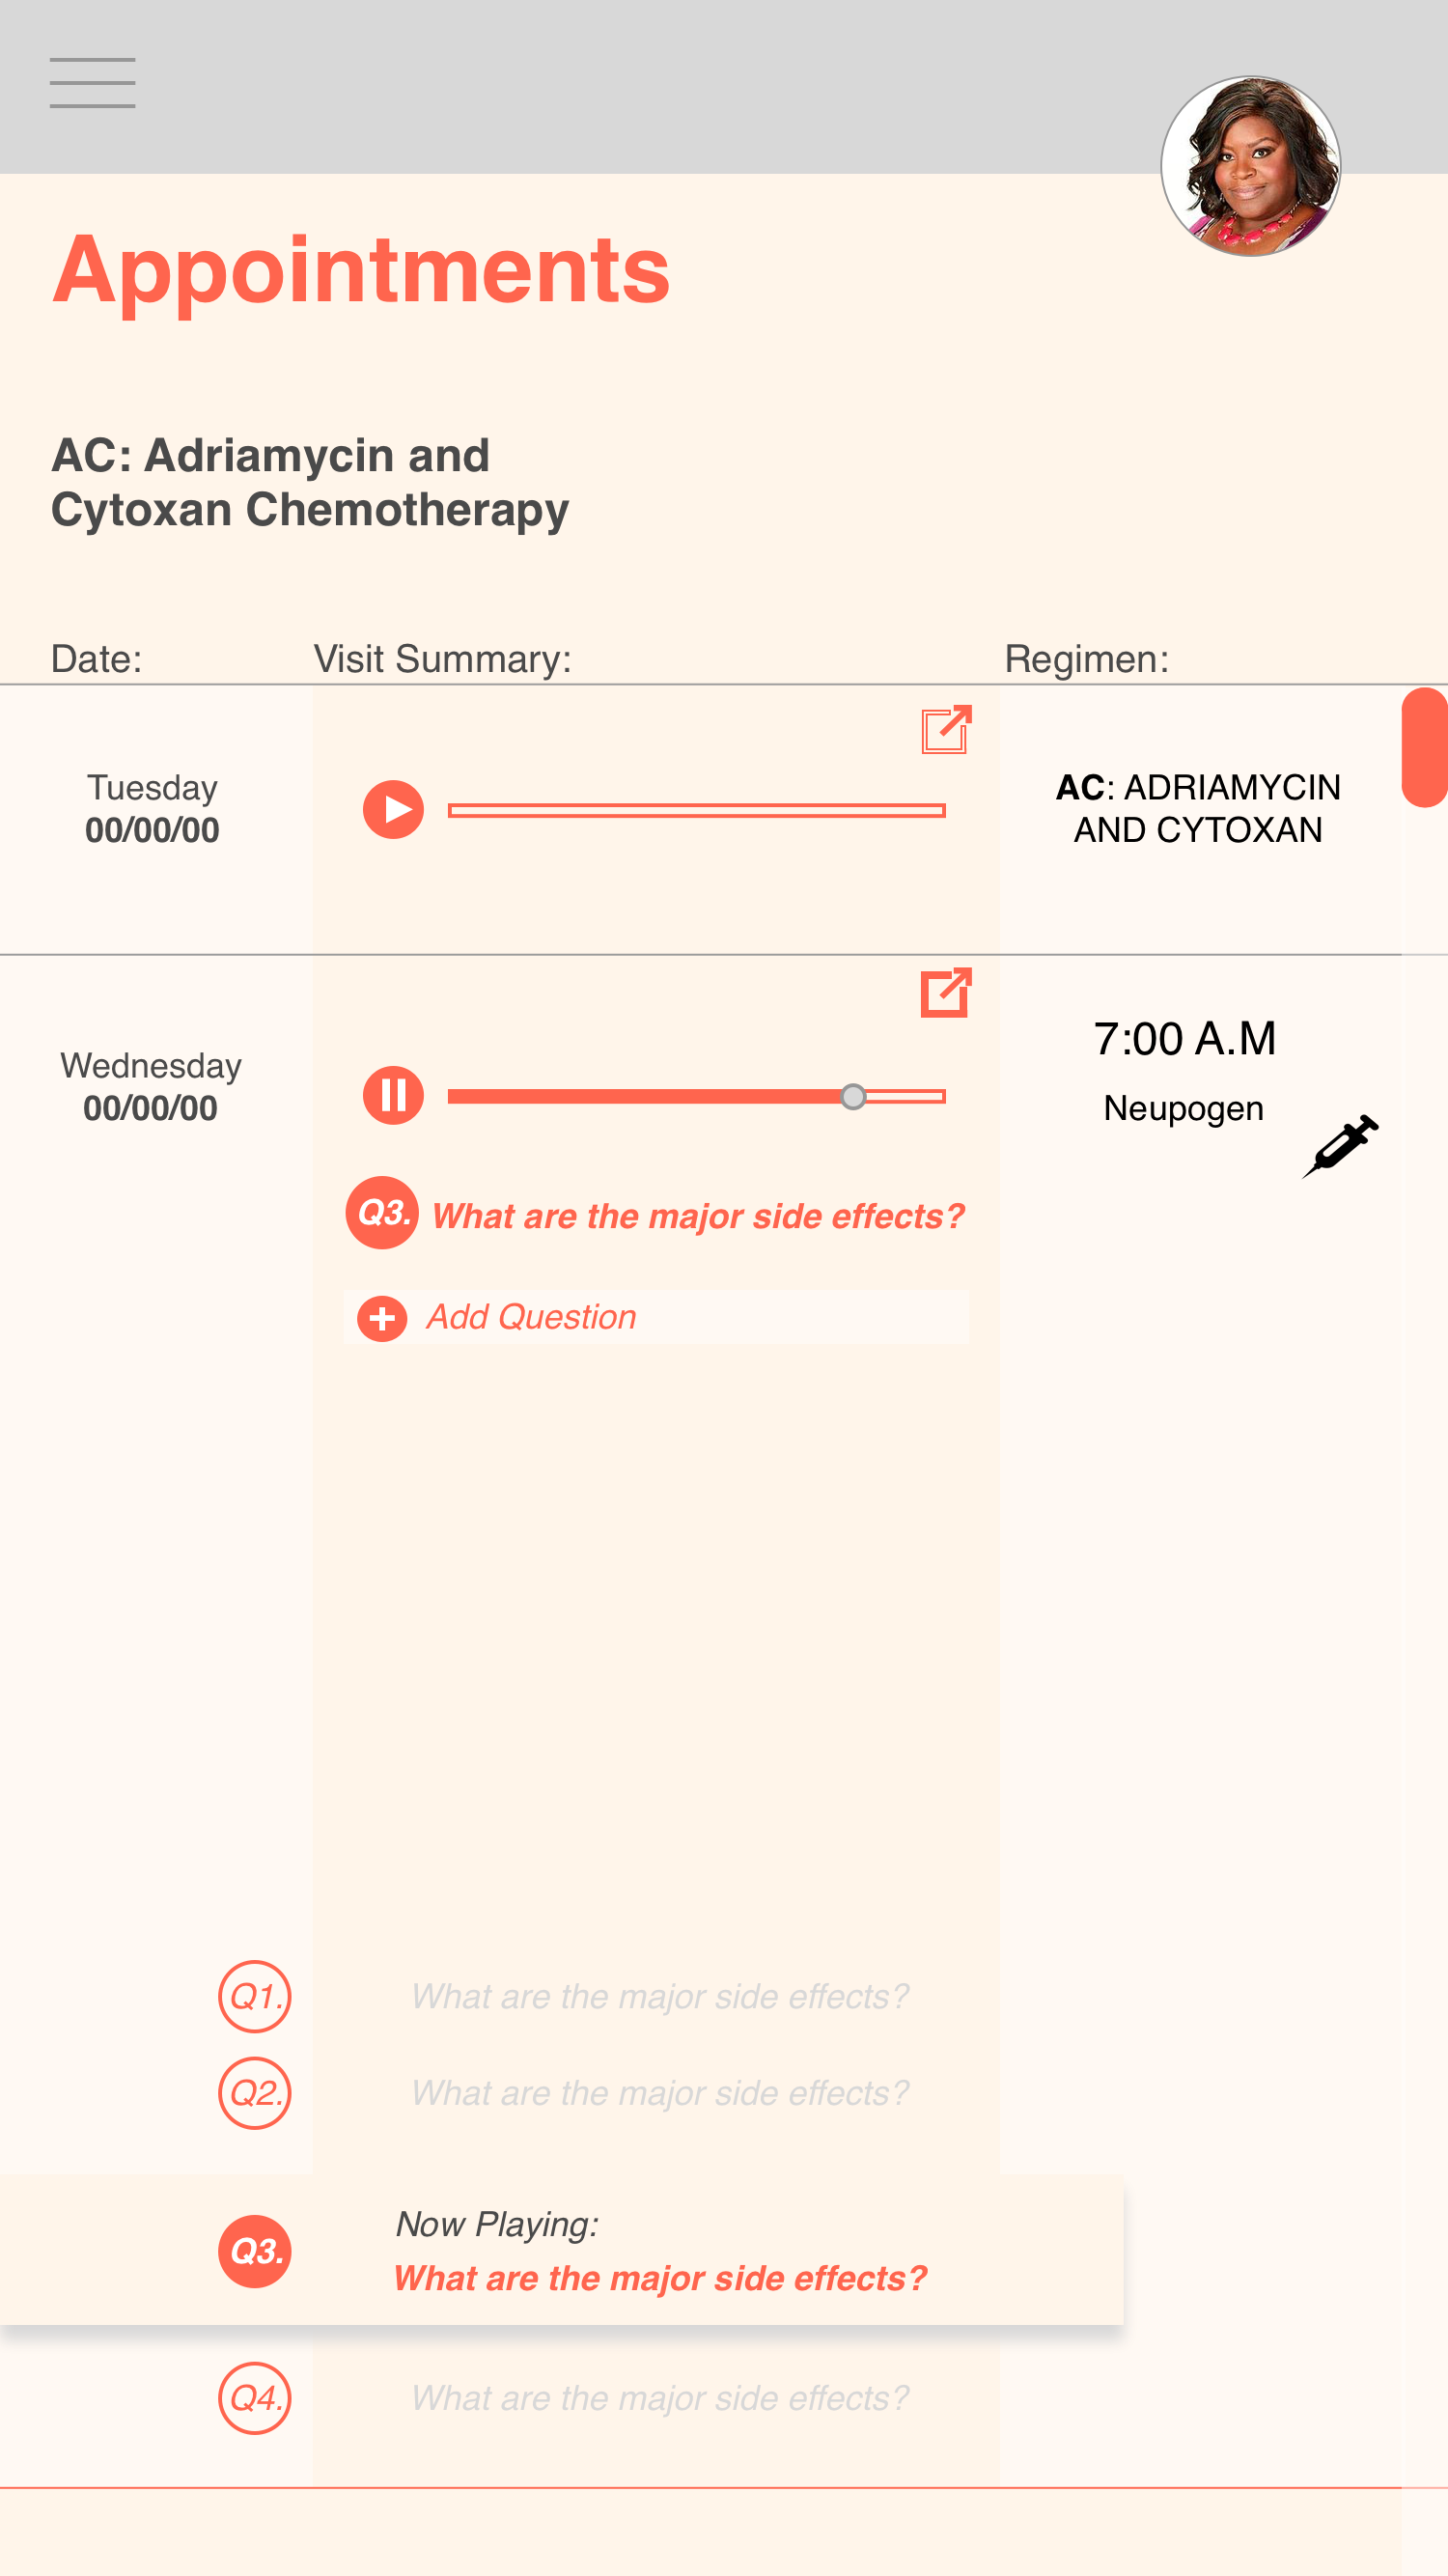 Appointments
AC: Adriamycin and
Cytoxan Chemotherapy
Date: Visit Summary: Regimen:
Tuesday
00/00/00
AC: ADRIAMYCIN
AND CYTOXAN
Wednesday
00/00/00
7:00 A.M
Neupogen
Q3. What are the major side effects?
Add Question
Q1. What are the major side effects?
Q2. What are the major side effects?
Now Playing:
Q3. What are the major side effects?
Q4. What are the major side effects?